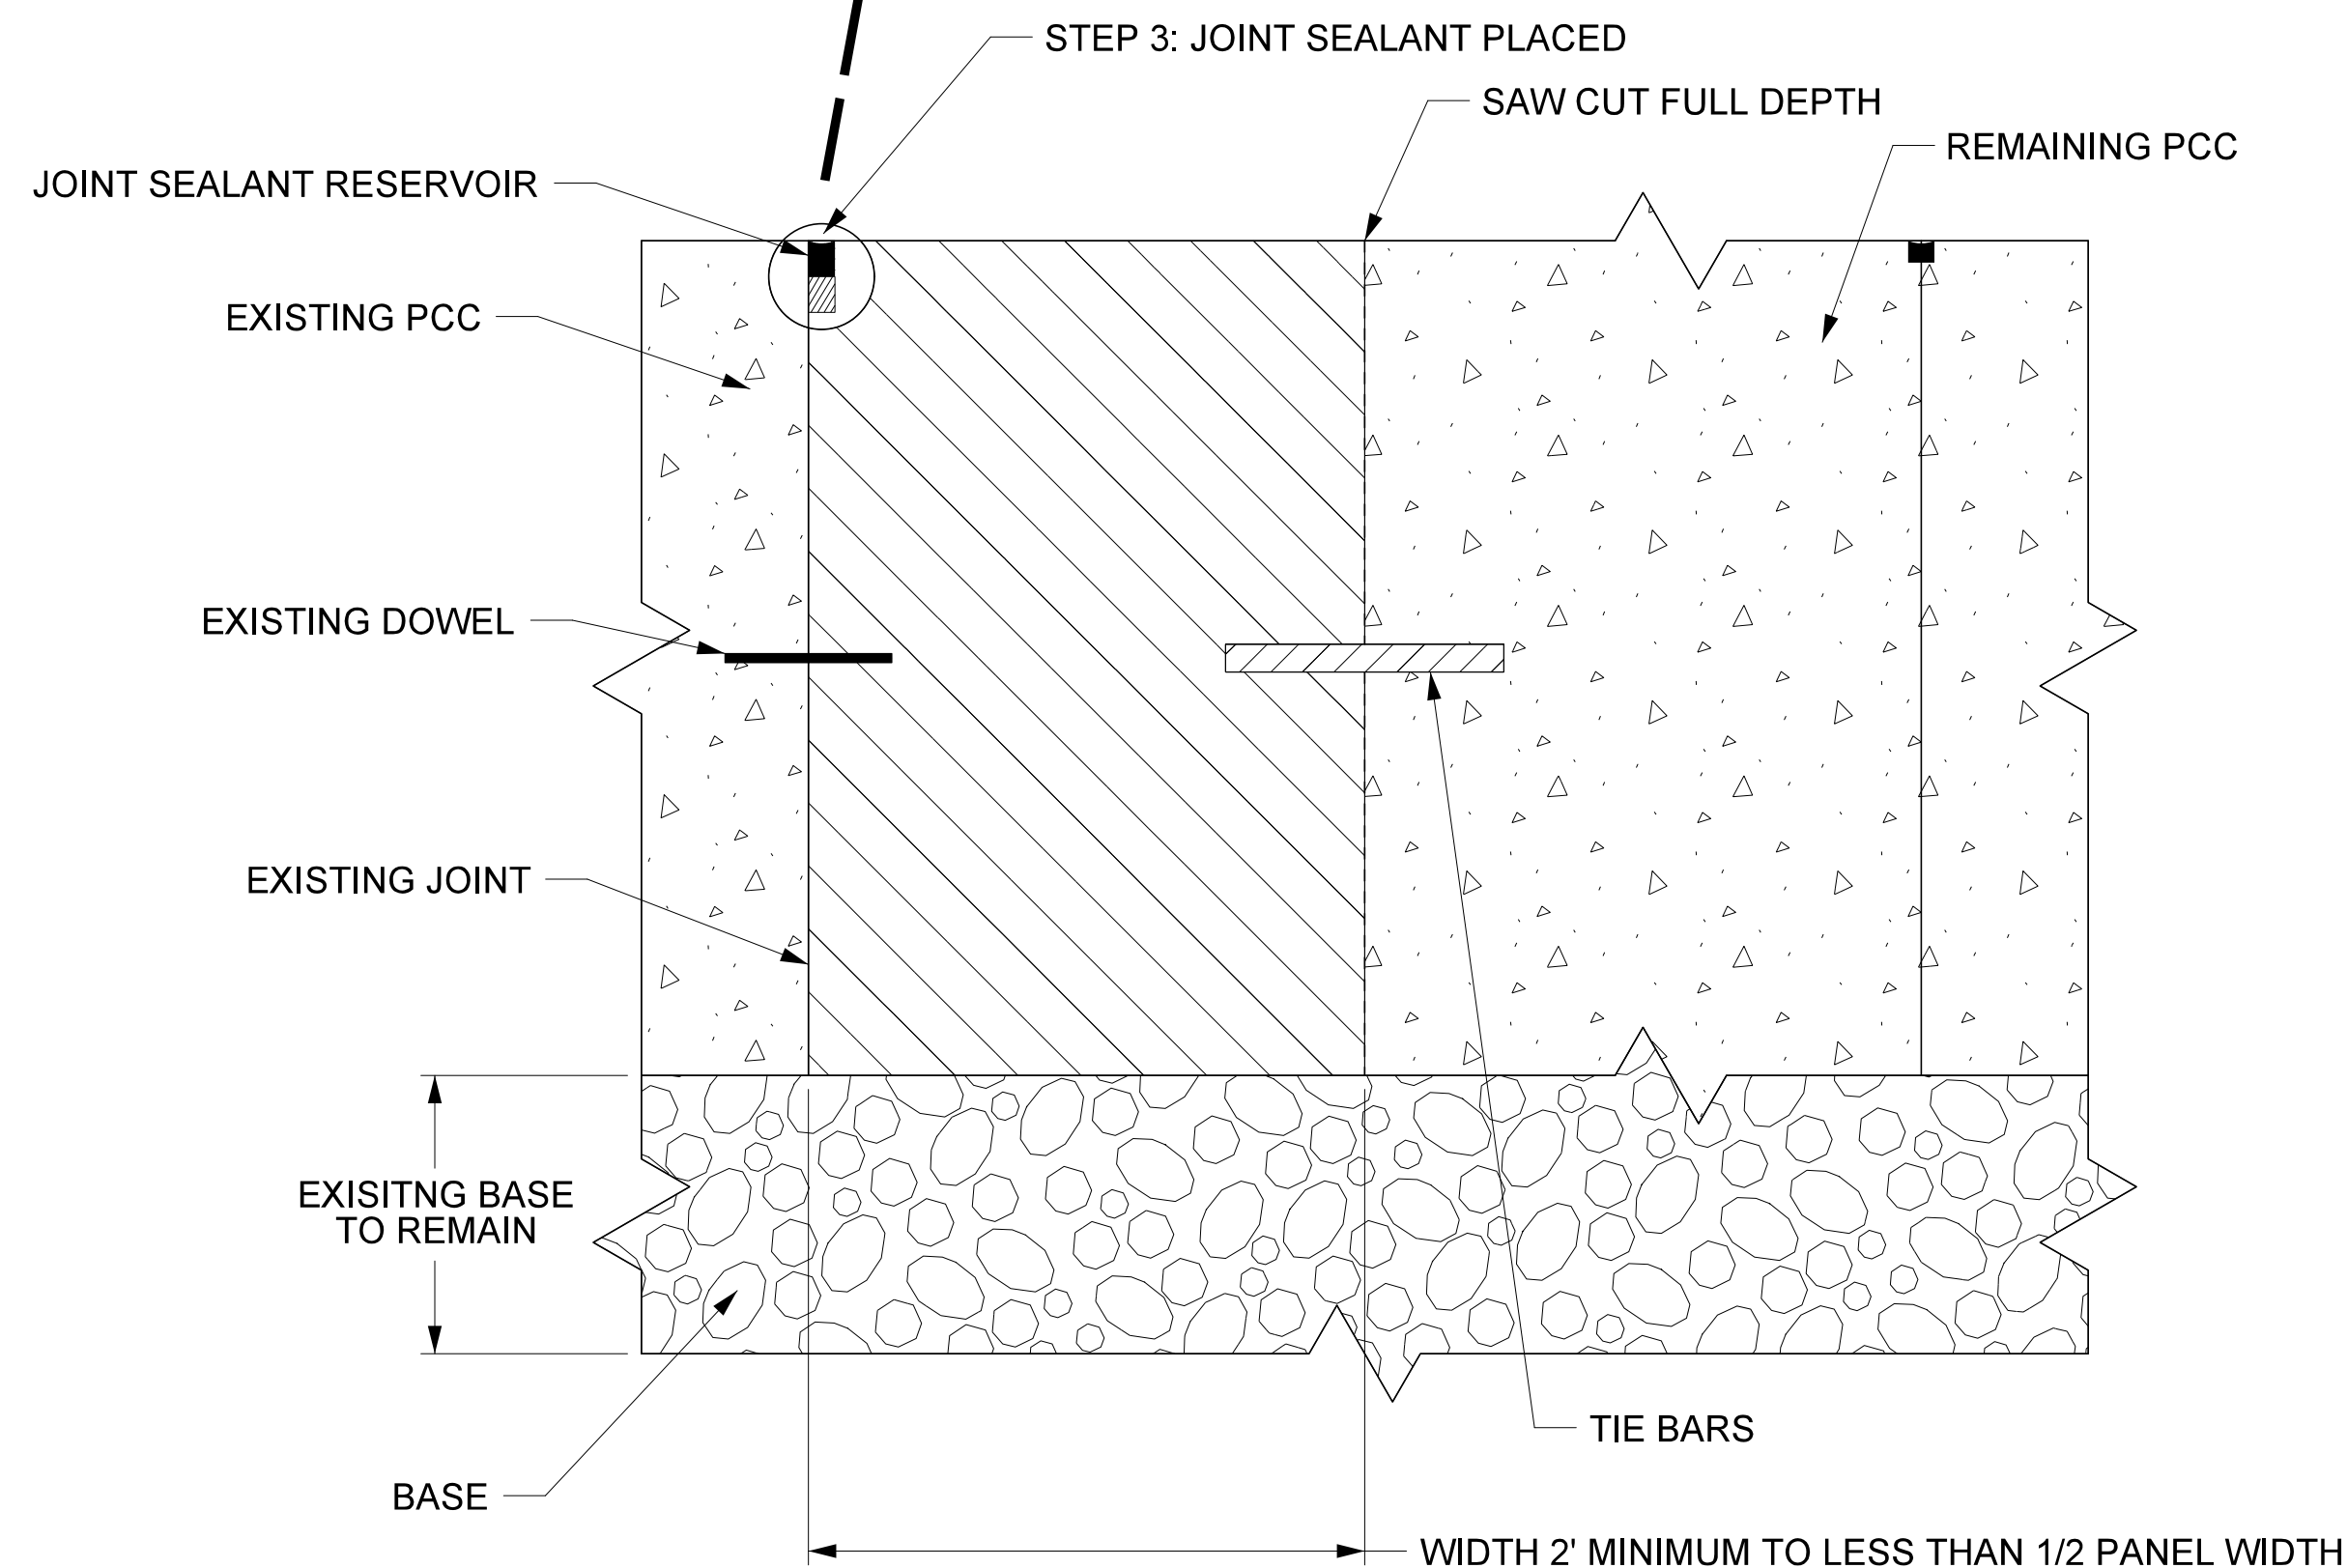 STEP 3: JOINT SEALANT PLACED
SAW CUT FULL DEPTH
REMAINING PCC
JOINT SEALANT RESERVOIR
EXISTING PCC
EXISTING DOWEL
EXISTING JOINT
EXISITNG BASE
TO REMAIN
TIE BARS
BASE
WIDTH 2' MINIMUM TO LESS THAN 1/2 PANEL WIDTH